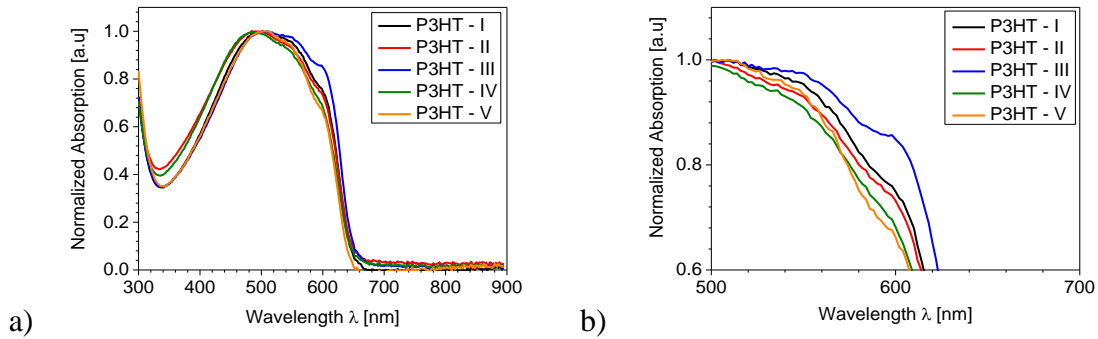 a)
Normalized Absorption [a.u]
1.0
0.8
0.6
0.4
0.2
0.0
300 400 500 600 700 800 900
Wavelength λ [nm]
P3HT - I
P3HT - II
P3HT - III
P3HT - IV
P3HT - V
b)
Normalized Absorption [a.u]
1.0
0.8
0.6
500 600 700
Wavelength λ [nm]
P3HT - I
P3HT - II
P3HT - III
P3HT - IV
P3HT - V